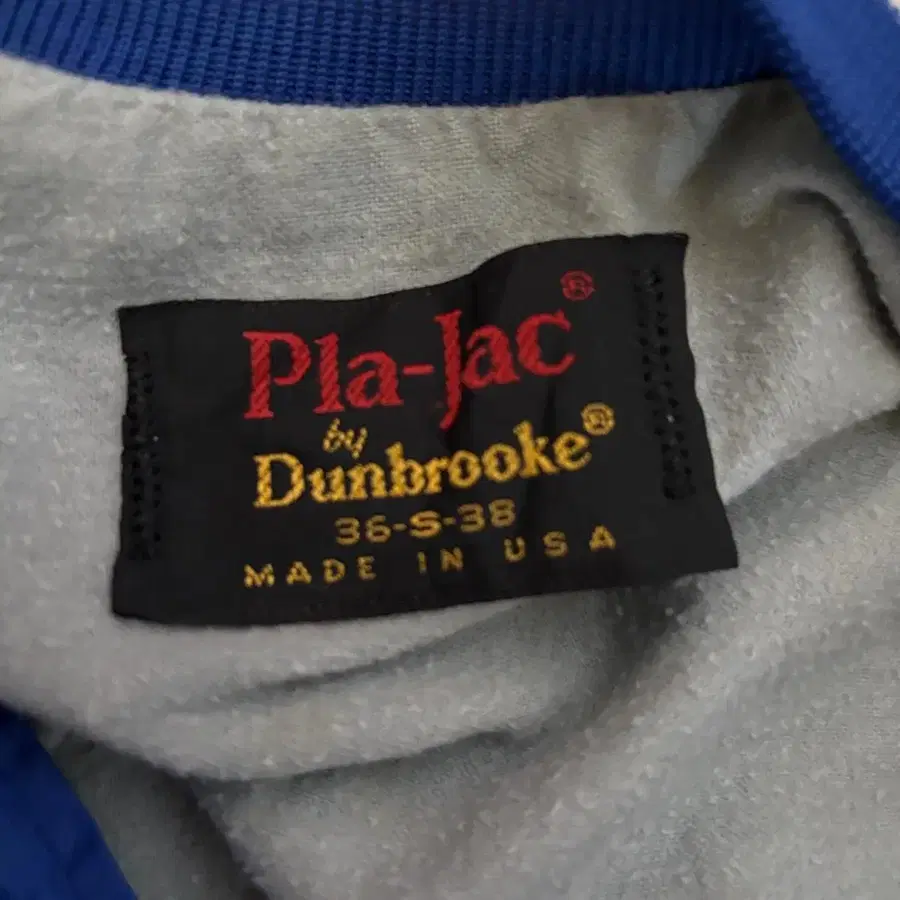 Pla-Jac®
by
Dunbrooke®
36-S-38
MADE IN USA